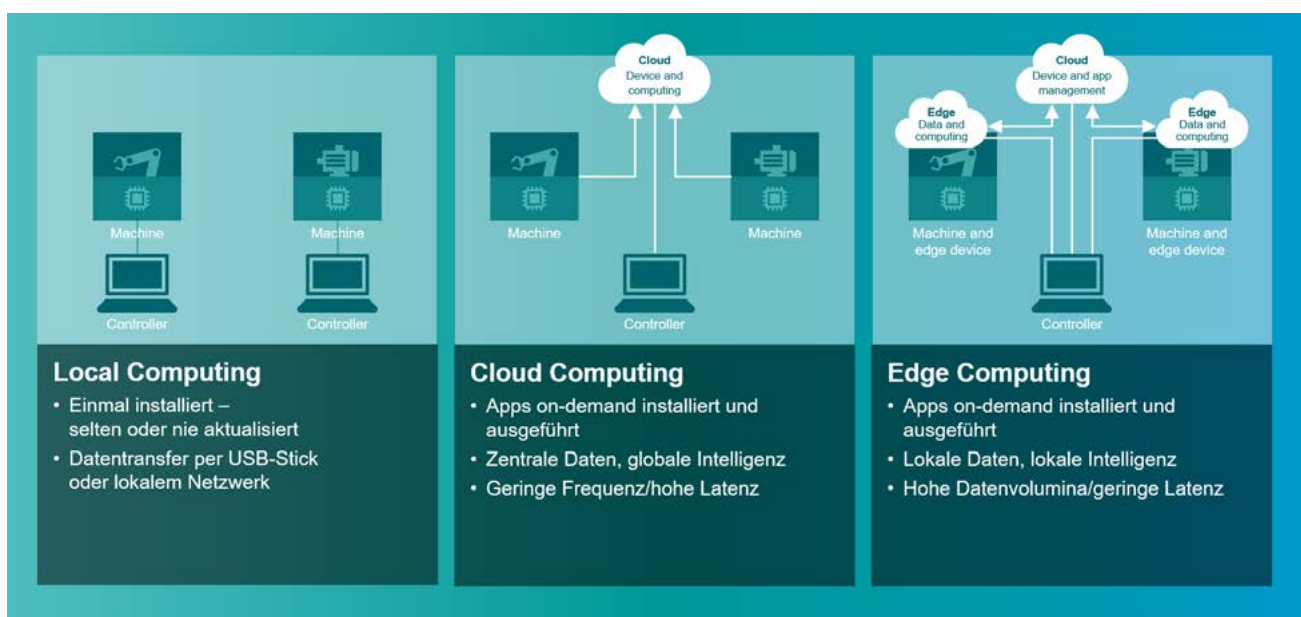 Machine
Machine
Controller
Controller
Local Computing
• Einmal installiert –
selten oder nie aktualisiert
• Datentransfer per USB-Stick
oder lokalem Netzwerk
Cloud
Device and
computing
Machine
Machine
Controller
Cloud Computing
• Apps on-demand installiert und
ausgeführt
• Zentrale Daten, globale Intelligenz
• Geringe Frequenz/hohe Latenz
Cloud
Device and app
management
Edge
Data and
computing
Edge
Data and
computing
Machine and
edge device
Machine and
edge device
Controller
Edge Computing
• Apps on-demand installiert und
ausgeführt
• Lokale Daten, lokale Intelligenz
• Hohe Datenvolumina/geringe Latenz